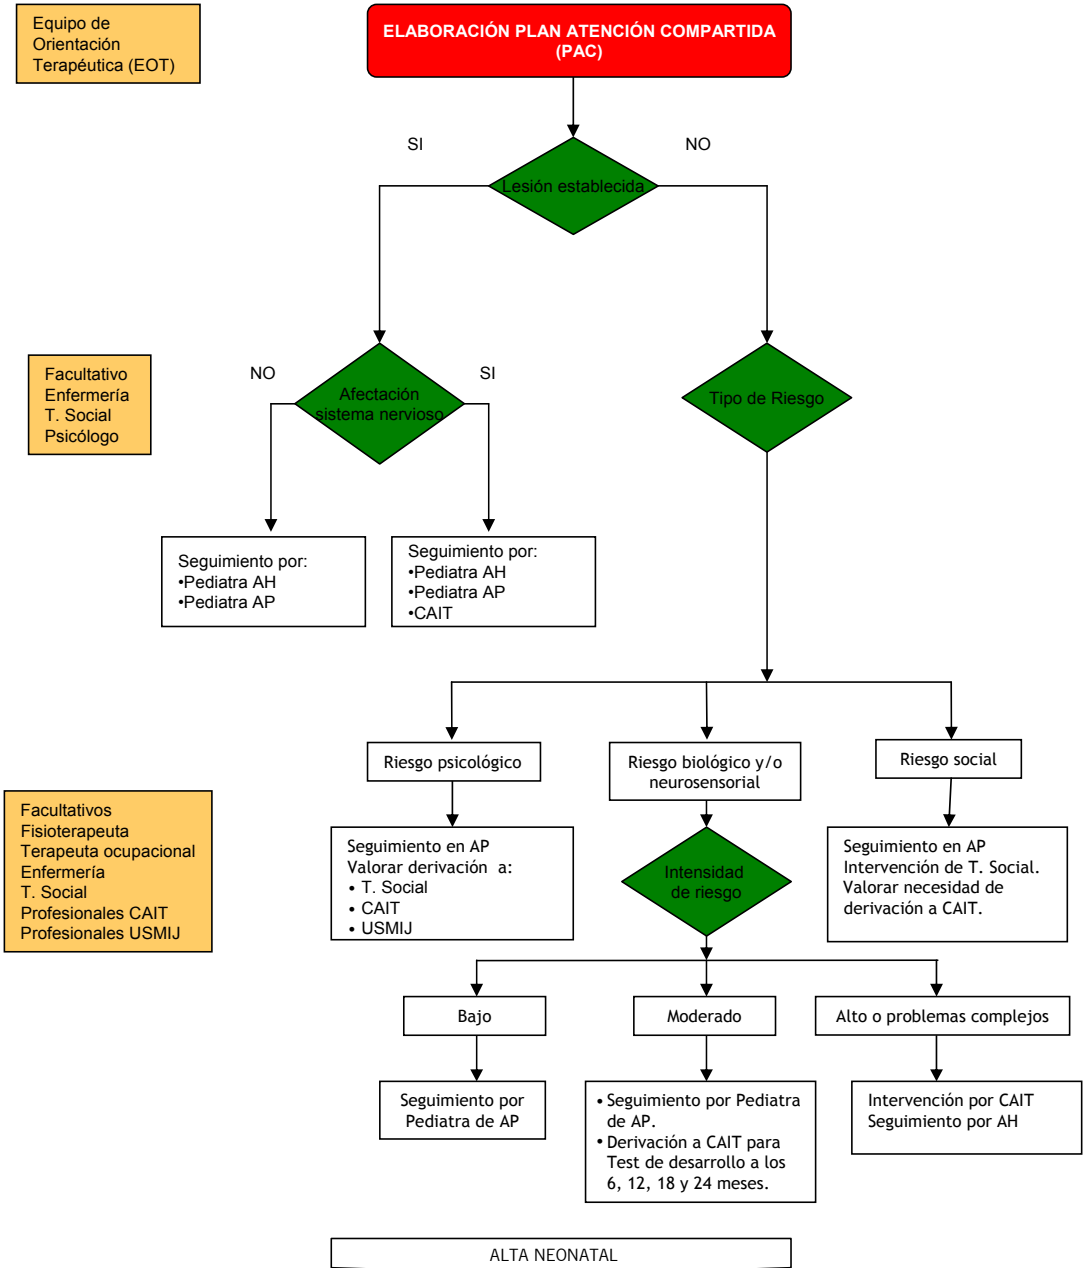 Equipo de
Orientación
Terapéutica (EOT)
ELABORACIÓN PLAN ATENCIÓN COMPARTIDA
(PAC)
SI
NO
Lesión establecida
Facultativo
Enfermería
T. Social
Psicólogo
NO
SI
Afectación
sistema nervioso
Tipo de Riesgo
Seguimiento por:
•Pediatra AH
•Pediatra AP
Seguimiento por:
•Pediatra AH
•Pediatra AP
•CAIT
Riesgo psicológico
Riesgo biológico y/o
neurosensorial
Riesgo social
Facultativos
Fisioterapeuta
Terapeuta ocupacional
Enfermería
T. Social
Profesionales CAIT
Profesionales USMIJ
Seguimiento en AP
Valorar derivación a:
• T. Social
• CAIT
• USMIJ
Intensidad
de riesgo
Seguimiento en AP
Intervención de T. Social.
Valorar necesidad de
derivación a CAIT.
Bajo
Moderado
Alto o problemas complejos
Seguimiento por
Pediatra de AP
• Seguimiento por Pediatra
de AP.
• Derivación a CAIT para
Test de desarrollo a los
6, 12, 18 y 24 meses.
Intervención por CAIT
Seguimiento por AH
ALTA NEONATAL